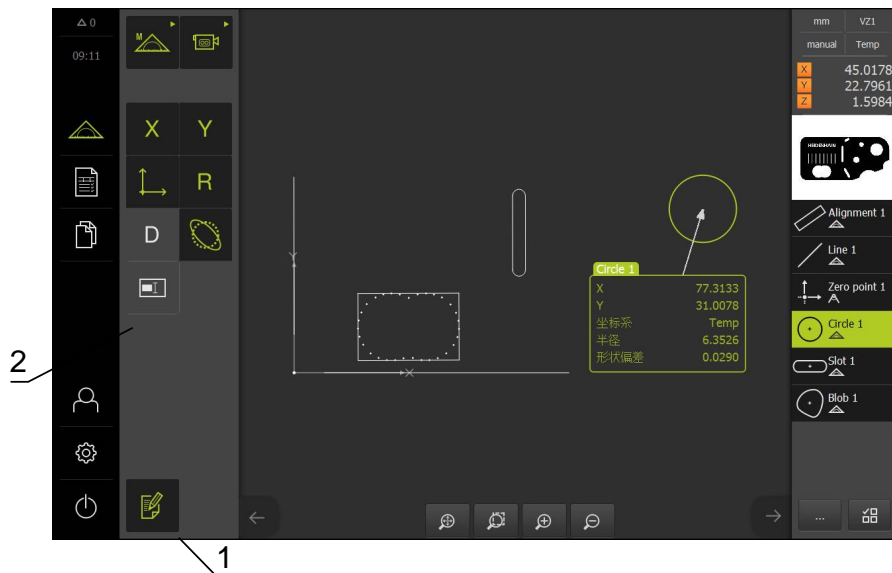 0
09:11
M
X
Y
R
D
Y
X
Circle 1
X 77.3133
Y 31.0078
坐标系 Temp
半径 6.3526
形状偏差 0.0290
mm VZ1
manual Temp
X 45.0178
Y 22.7961
Z 1.5984
HEIDENHAIN
Alignment 1
Line 1
Zero point 1
Circle 1
Slot 1
Blob 1
...
2
1